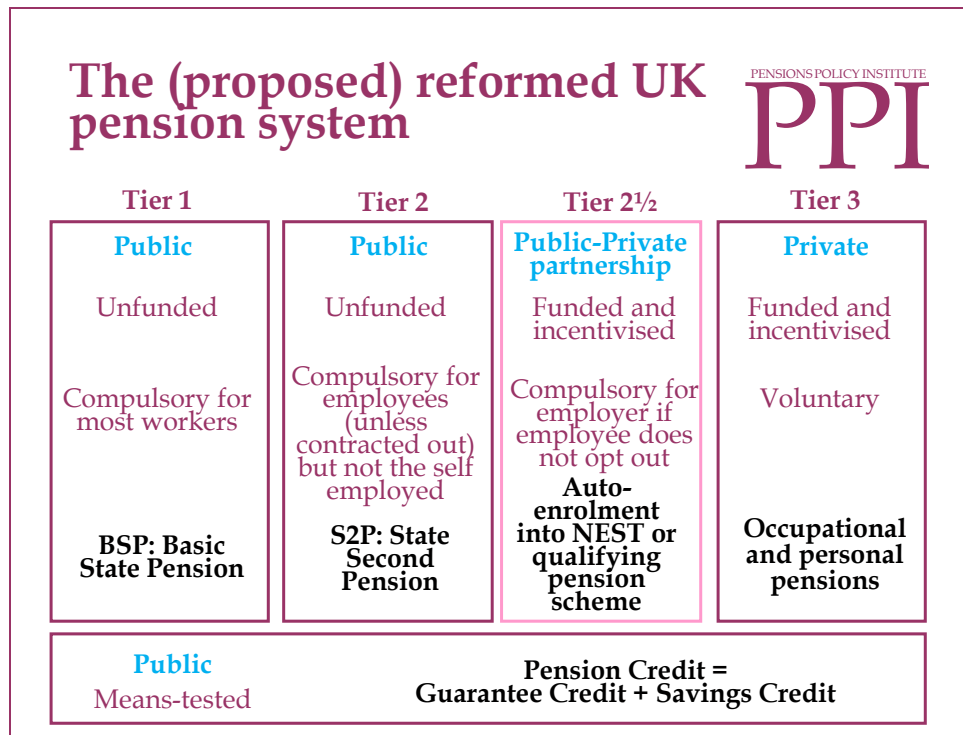 The (proposed) reformed UK
pension system
PENSIONS POLICY INSTITUTE
PPI
Tier 1
Public
Unfunded
Compulsory for
most workers
BSP: Basic
State Pension
Tier 2
Public
Unfunded
Compulsory for
employees
(unless
contracted out)
but not the self
employed
S2P: State
Second
Pension
Tier 2½
Public-Private
partnership
Funded and
incentivised
Compulsory for
employer if
employee does
not opt out
Auto-
enrolment
into NEST or
qualifying
pension
scheme
Tier 3
Private
Funded and
incentivised
Voluntary
Occupational
and personal
pensions
Public
Means-tested
Pension Credit =
Guarantee Credit + Savings Credit